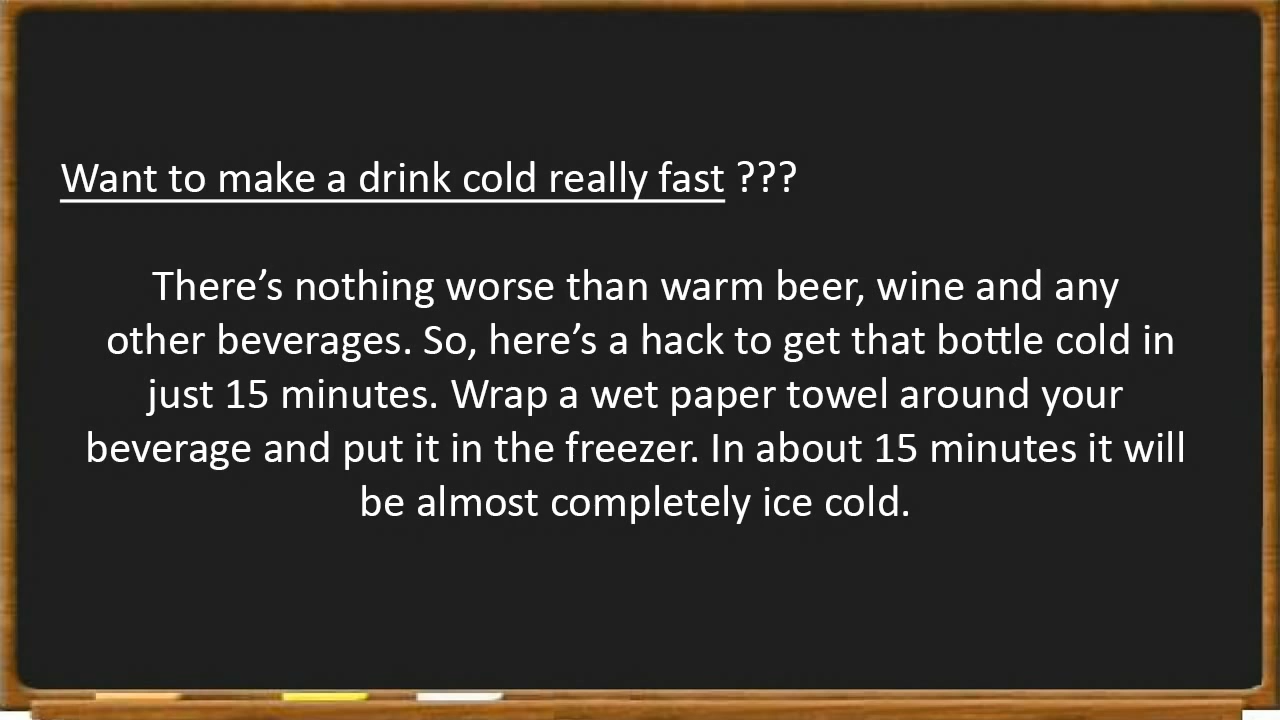 Want to make a drink cold really fast ???
There’s nothing worse than warm beer, wine and any
other beverages. So, here’s a hack to get that bottle cold in
just 15 minutes. Wrap a wet paper towel around your
beverage and put it in the freezer. In about 15 minutes it will
be almost completely ice cold.